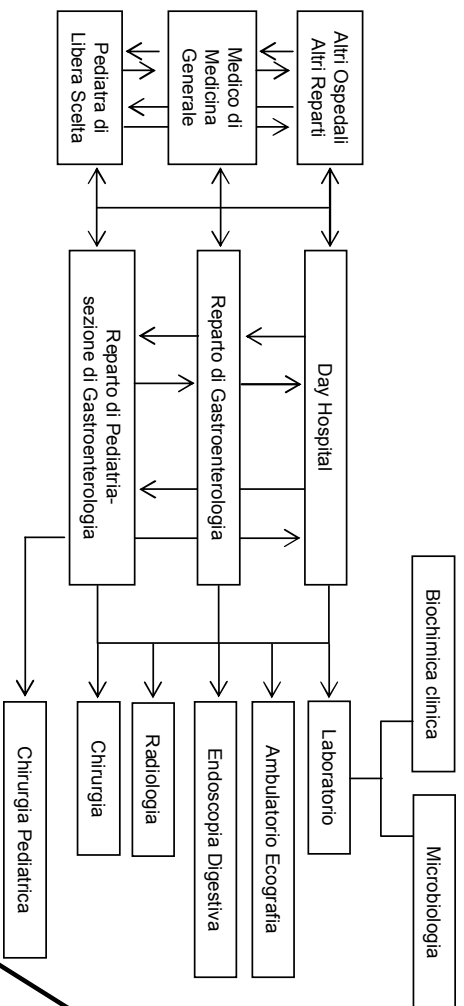 Altri Ospedali
Altri Reparti
Medico di
Medicina
Generale
Pediatra di
Libera Scelta
Day Hospital
Reparto di Gastroenterologia
Reparto di Pediatria-
sezione di Gastroenterologia
Biochimica clinica
Microbiologia
Laboratorio
Ambulatorio Ecografia
Endoscopia Digestiva
Radiologia
Chirurgia
Chirurgia Pediatrica